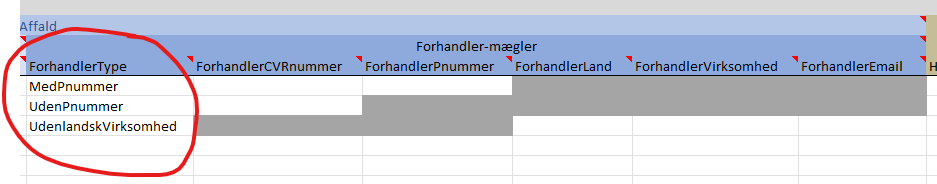 Affald
Forhandler-mægler
ForhandlerType ForhandlerCVRnummer ForhandlerPnummer ForhandlerLand ForhandlerVirksomhed ForhandlerEmail H
MedPnummer
UdenPnummer
UdenlandskVirksomhed